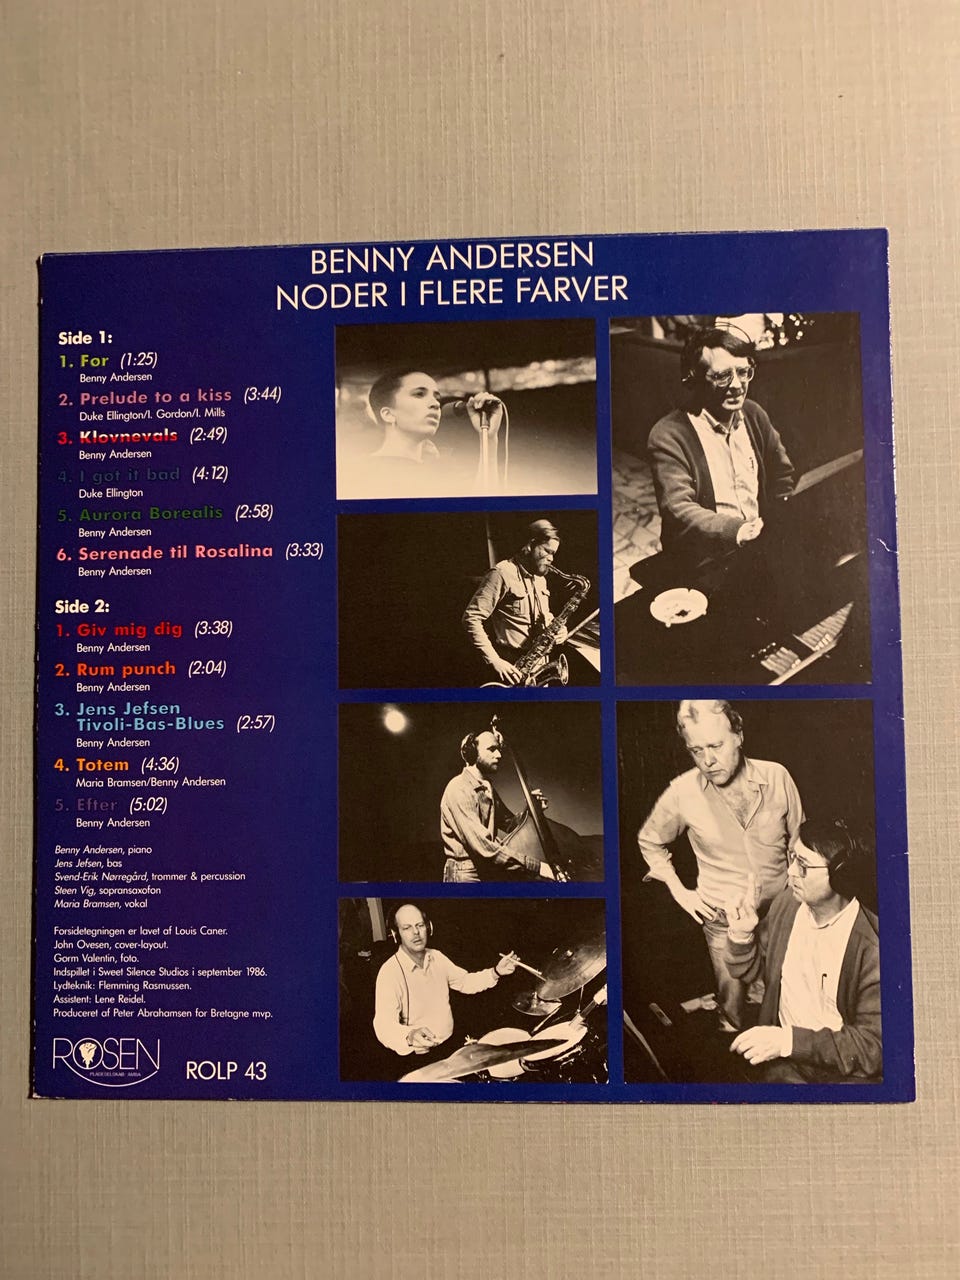 BENNY ANDERSEN
NODER I FLERE FARVER
Side 1:
1. Før (1:25)
Benny Andersen
2. Prelude to a kiss (3:44)
Duke Ellington/I. Gordon/I. Mills
3. Klovnevals (2:49)
Benny Andersen
4. I got it bad (4:12)
Duke Ellington
5. Aurora Borealis (2:58)
Benny Andersen
6. Serenade til Rosalina (3:33)
Benny Andersen
Side 2:
1. Giv mig dig (3:38)
Benny Andersen
2. Rum punch (2:04)
Benny Andersen
3. Jens Jefsen
Tivoli-Bas-Blues (2:57)
Benny Andersen
4. Totem (4:36)
Maria Bramsen/Benny Andersen
5. Efter (5:02)
Benny Andersen
Benny Andersen, piano
Jens Jefsen, bas
Svend-Erik Nørregård, trommer & percussion
Steen Vig, sopransaxofon
Maria Bramsen, vokal
Forsidetegningen er lavet af Louis Caner.
John Ovesen, cover-layout.
Gorm Valentin, foto.
Indspillet i Sweet Silence Studios i september 1986.
Lydteknik: Flemming Rasmussen.
Assistent: Lene Reidel.
Produceret af Peter Abrahamsen for Bretagne mvp.
ROSEN
PLADESELSKAB AMBA
ROLP 43